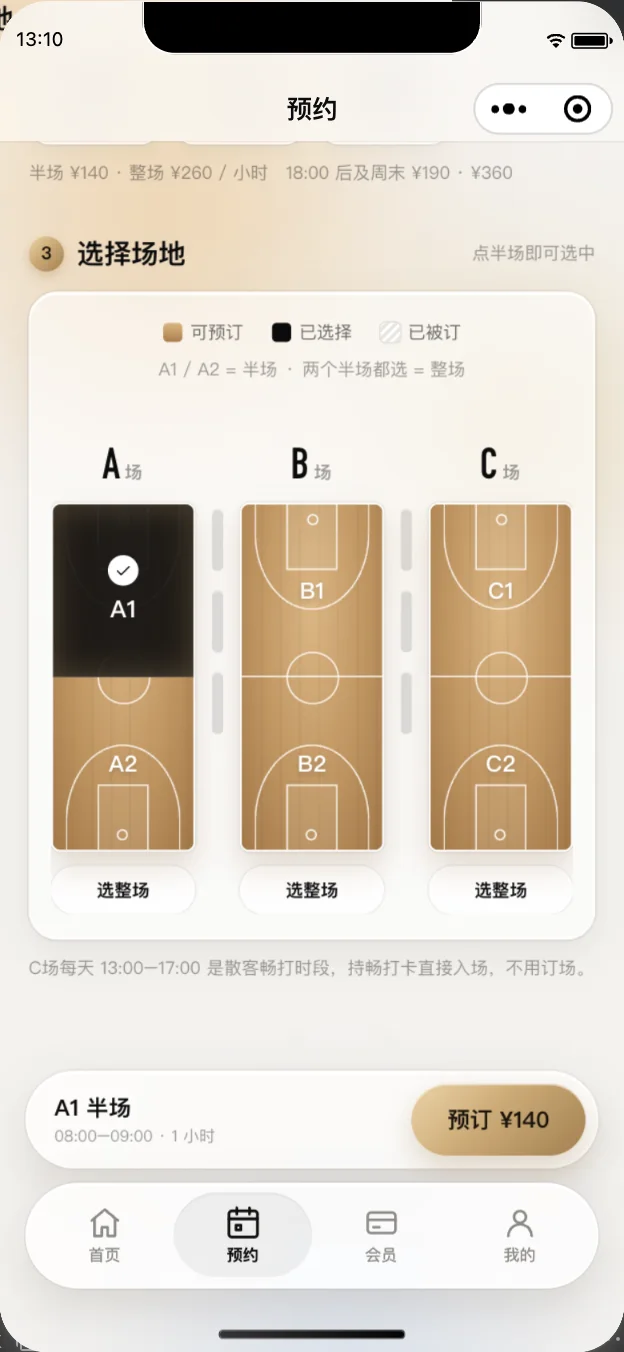 13:10
预约
半场 ¥140 · 整场 ¥260 / 小时 18:00 后及周末 ¥190 · ¥360
3 选择场地 点半场即可选中
可预订 已选择 已被订
A1 / A2 = 半场 · 两个半场都选 = 整场
A 场 B 场 C 场
A1 B1 C1
A2 B2 C2
选整场 选整场 选整场
C场每天 13:00—17:00 是散客畅打时段，持畅打卡直接入场，不用订场。
A1 半场
08:00—09:00 · 1 小时
预订 ¥140
首页 预约 会员 我的